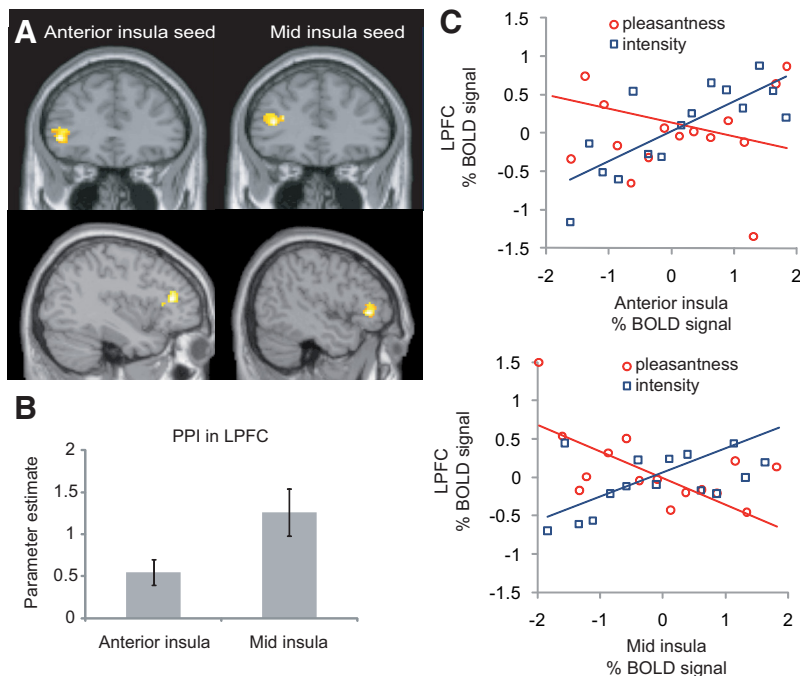 A
Anterior insula seed
Mid insula seed
B
PPI in LPFC
Parameter estimate
2
1.5
1
0.5
0
Anterior insula
Mid insula
C
pleasantness
intensity
LPFC
% BOLD signal
1.5
1
0.5
0
-0.5
-1
-1.5
-2
-1
0
1
2
Anterior insula
% BOLD signal
pleasantness
intensity
LPFC
% BOLD signal
1.5
1
0.5
0
-0.5
-1
-1.5
-2
-1
0
1
2
Mid insula
% BOLD signal